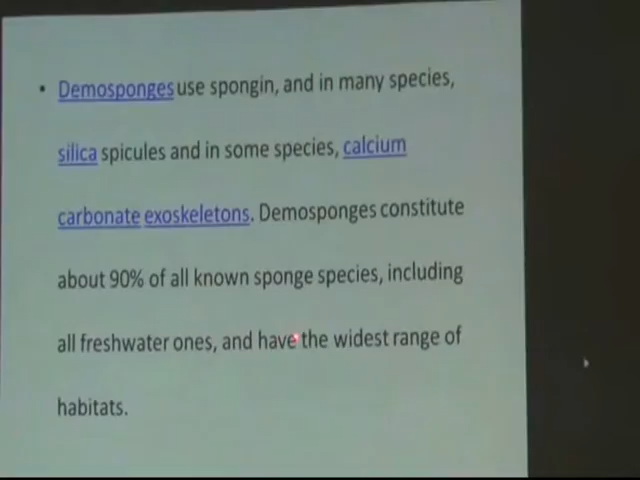 • Demosponges use spongin, and in many species,
silica spicules and in some species, calcium
carbonate exoskeletons. Demosponges constitute
about 90% of all known sponge species, including
all freshwater ones, and have the widest range of
habitats.